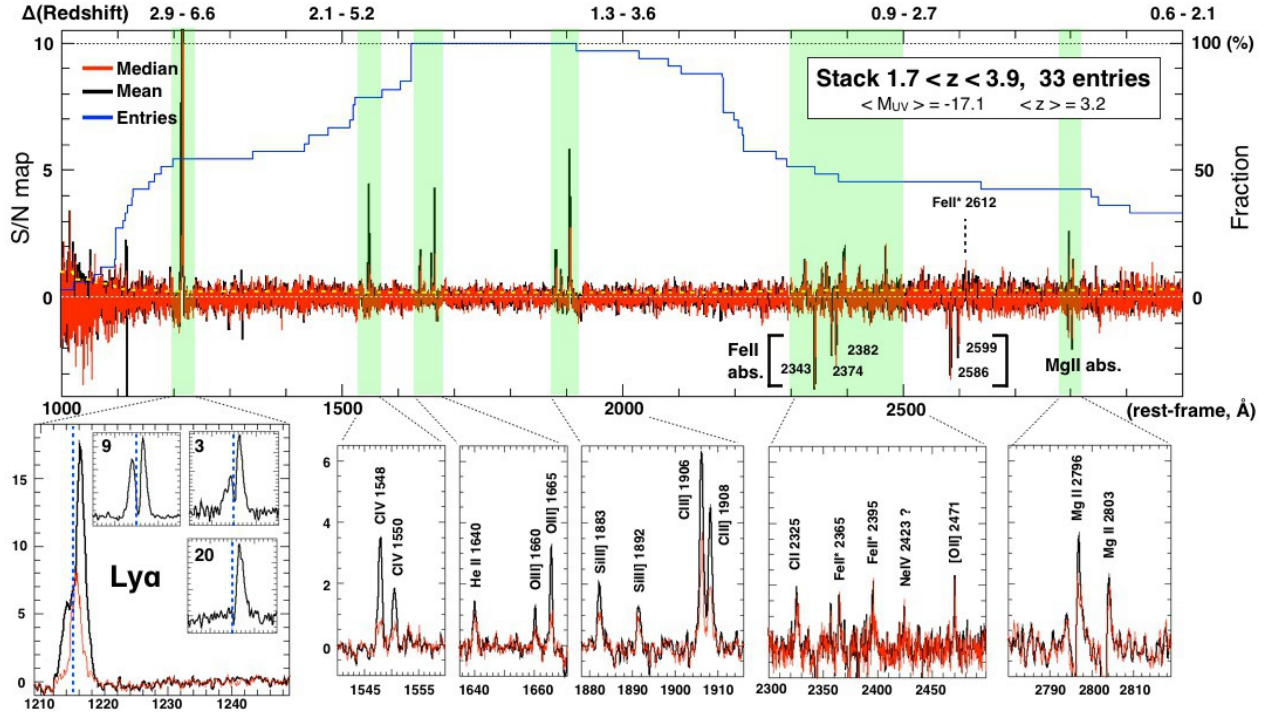 Δ(Redshift) 2.9 - 6.6 2.1 - 5.2 1.3 - 3.6 0.9 - 2.7 0.6 - 2.1
10 100 (%)
Median
Mean
Entries
Stack 1.7 < z < 3.9, 33 entries
< MUV > = -17.1 < z > = 3.2
S/N map
Fraction
5 50
FeII* 2612
0 0
FeII
abs.
2343
2382
2374
2599
2586
MgII abs.
1000 1500 2000 2500 (rest-frame, Å)
15
10
5
0
9
3
20
Lyα
1210 1220 1230 1240
6
4
2
0
CIV 1548
CIV 1550
1545 1555
He II 1640
OIII] 1660
OIII] 1665
1640 1660
SiIII] 1883
SiIII] 1892
CIII] 1906
CIII] 1908
1880 1890 1900 1910
CII 2325
FeII* 2365
FeII* 2395
NeIV 2423 ?
[OII] 2471
2300 2350 2400 2450
Mg II 2796
Mg II 2803
2790 2800 2810